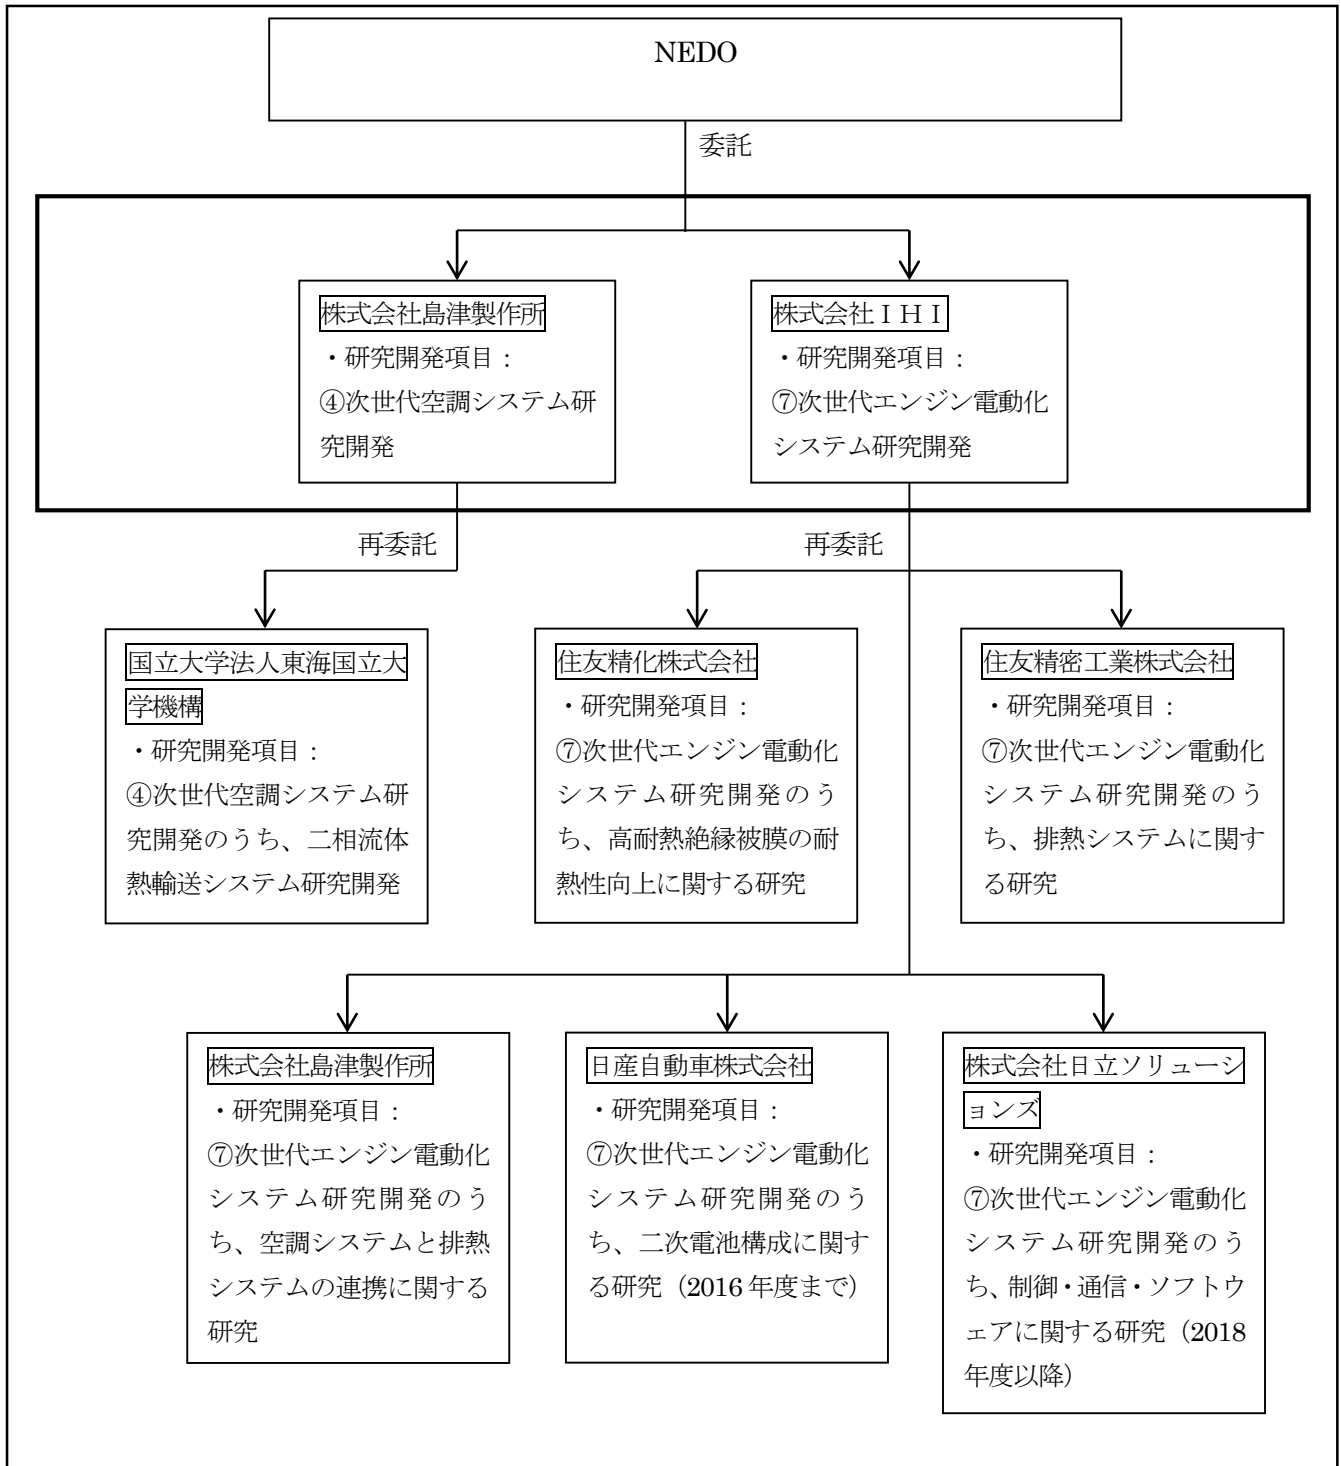 NEDO
委託
株式会社島津製作所
・研究開発項目：
④次世代空調システム研
究開発
株式会社ＩＨＩ
・研究開発項目：
⑦次世代エンジン電動化
システム研究開発
再委託
再委託
国立大学法人東海国立大
学機構
・研究開発項目：
④次世代空調システム研
究開発のうち、二相流体
熱輸送システム研究開発
住友精化株式会社
・研究開発項目：
⑦次世代エンジン電動化
システム研究開発のう
ち、高耐熱絶縁被膜の耐
熱性向上に関する研究
住友精密工業株式会社
・研究開発項目：
⑦次世代エンジン電動化
システム研究開発のう
ち、排熱システムに関す
る研究
株式会社島津製作所
・研究開発項目：
⑦次世代エンジン電動化
システム研究開発のう
ち、空調システムと排熱
システムの連携に関する
研究
日産自動車株式会社
・研究開発項目：
⑦次世代エンジン電動化
システム研究開発のう
ち、二次電池構成に関す
る研究（2016 年度まで）
株式会社日立ソリューシ
ョンズ
・研究開発項目：
⑦次世代エンジン電動化
システム研究開発のう
ち、制御・通信・ソフトウ
ェアに関する研究（2018
年度以降）